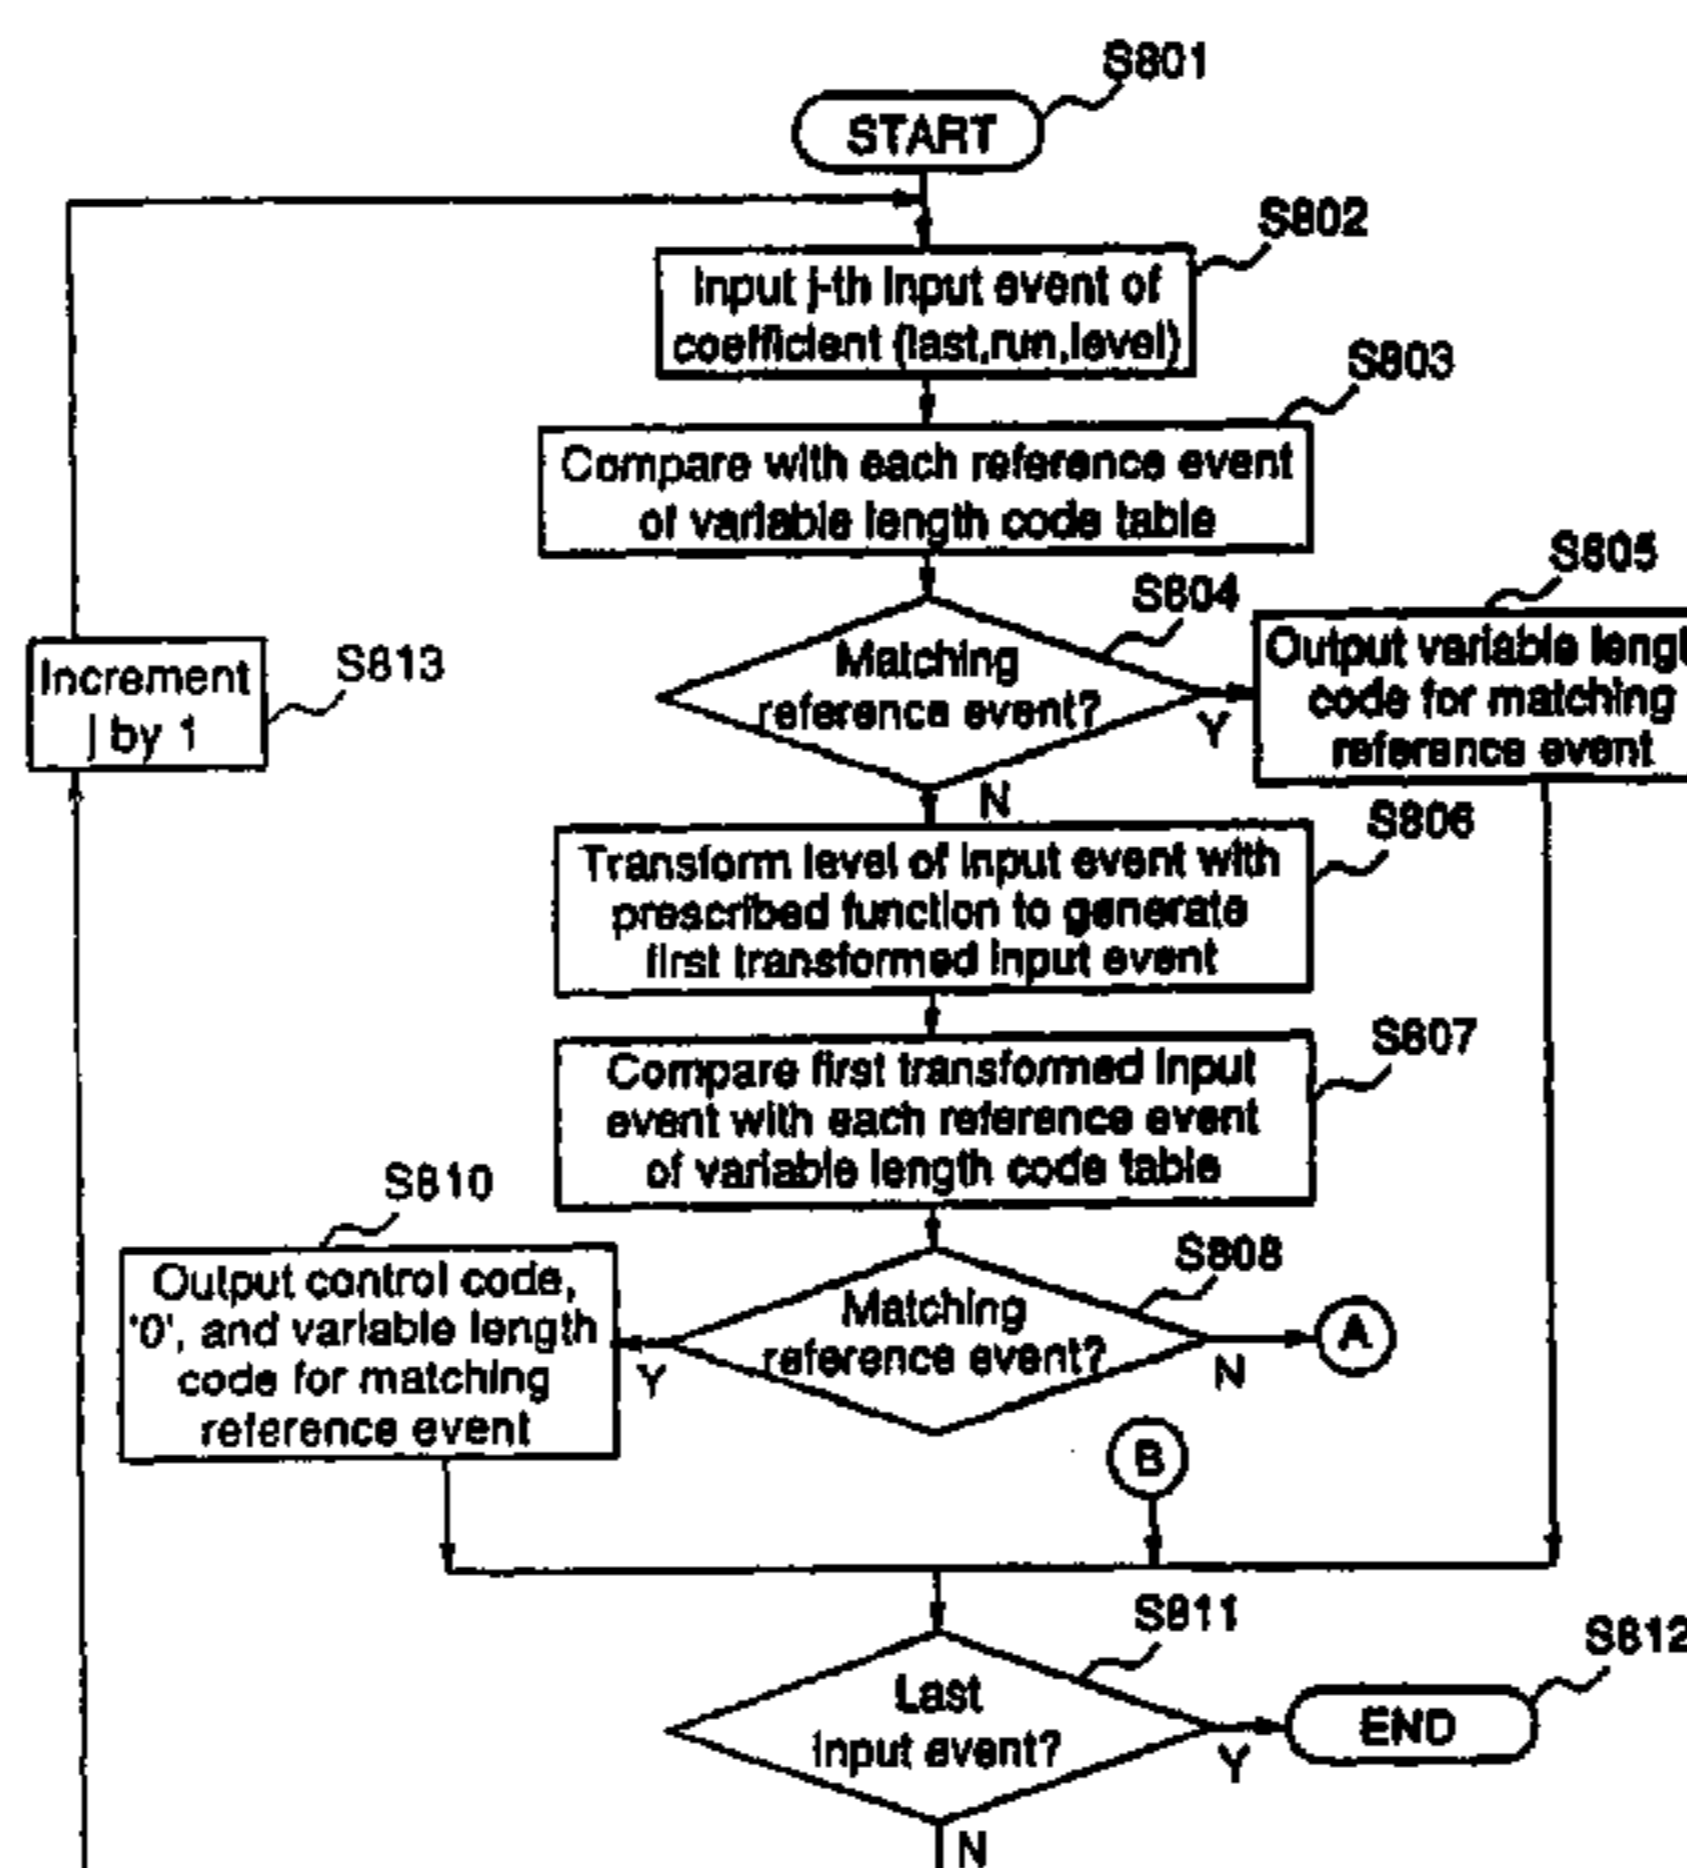 S801
START
S802
Input j-th input event of
coefficient (last,run,level)
S803
Compare with each reference event
of variable length code table
S804
Matching
reference event?
Y
N
S805
Output variable
code for matching
reference event
Increment
j by 1
S813
S806
Transform level of input event with
prescribed function to generate
first transformed input event
S807
Compare first transformed input
event with each reference event
of variable length code table
S808
Matching
reference event?
Y
N
A
S810
Output control code,
'0', and variable length
code for matching
reference event
B
S811
Last
input event?
Y
N
S812
END